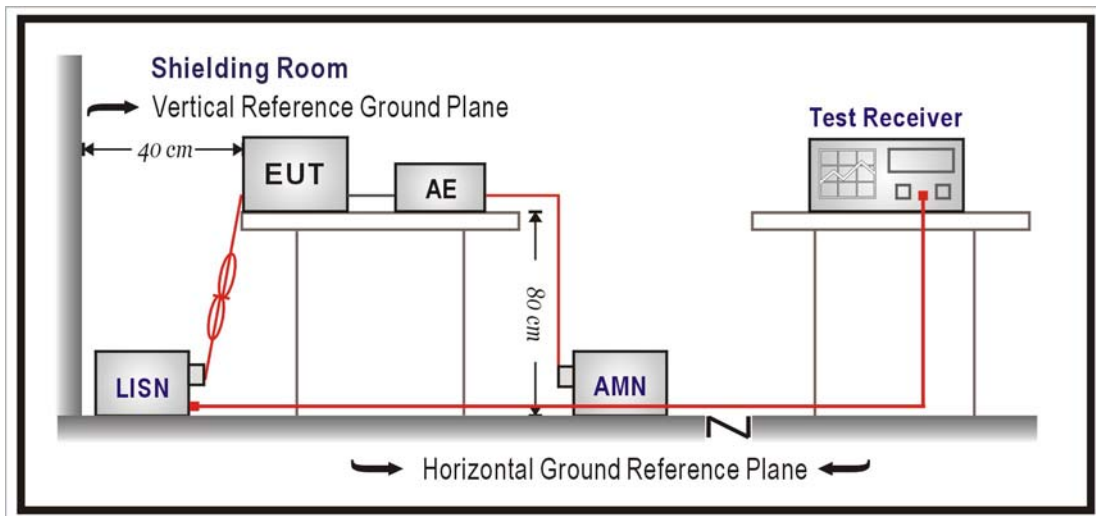 Shielding Room
Vertical Reference Ground Plane
40 cm
EUT
AE
Test Receiver
80 cm
LISN
AMN
Horizontal Ground Reference Plane